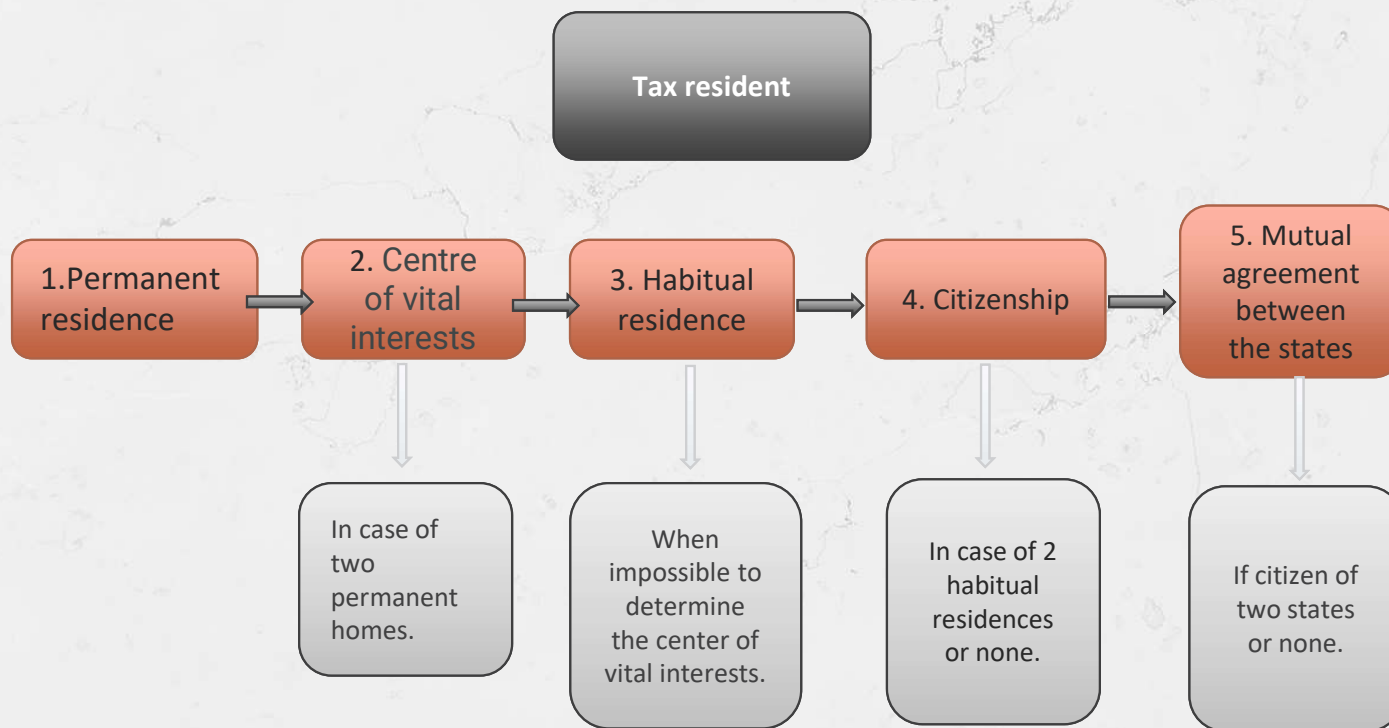 Tax resident
1.Permanent
residence
2. Centre
of vital
interests
3. Habitual
residence
4. Citizenship
5. Mutual
agreement
between
the states
In case of
two
permanent
homes.
When
impossible to
determine
the center of
vital interests.
In case of 2
habitual
residences
or none.
If citizen of
two states
or none.